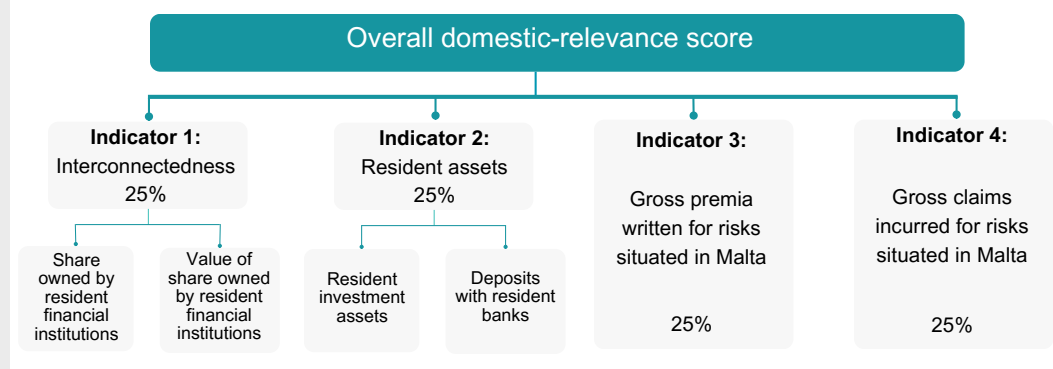 Overall domestic-relevance score
Indicator 1:
Interconnectedness
25%
Share
owned by
resident
financial
institutions
Value of
share owned
by resident
financial
institutions
Indicator 2:
Resident assets
25%
Resident
investment
assets
Deposits
with resident
banks
Indicator 3:
Gross premia
written for risks
situated in Malta
25%
Indicator 4:
Gross claims
incurred for risks
situated in Malta
25%